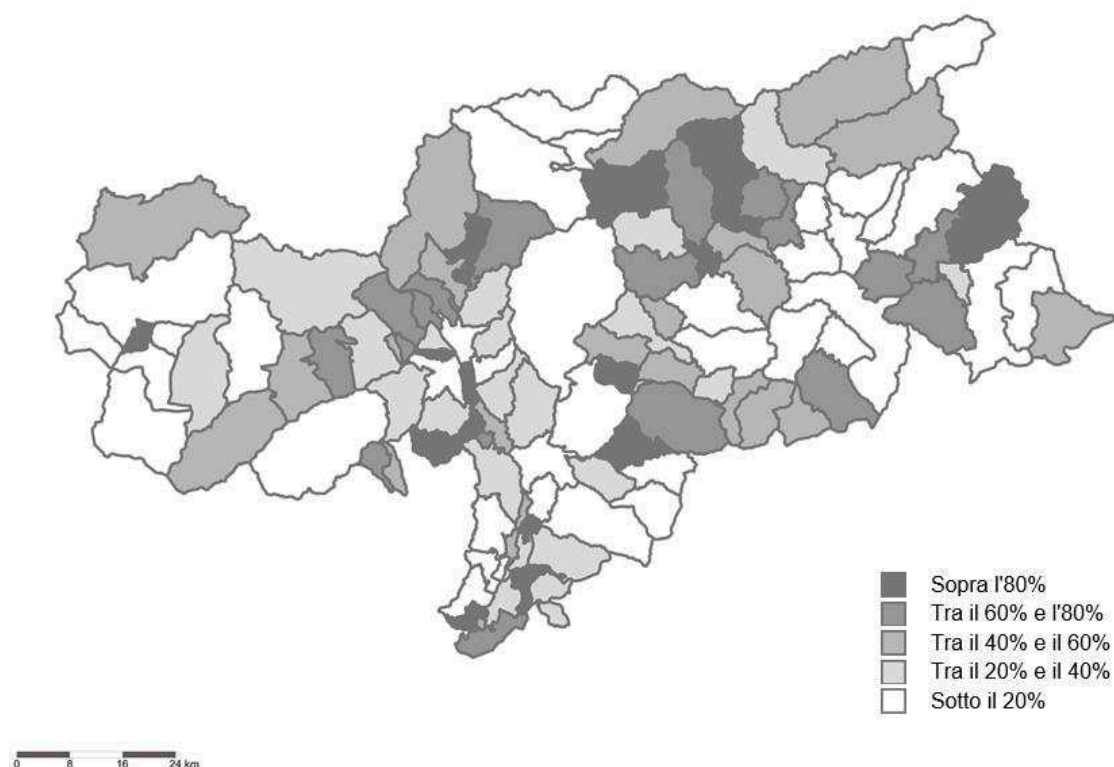 Sopra l'80%
Tra il 60% e l'80%
Tra il 40% e il 60%
Tra il 20% e il 40%
Sotto il 20%
0 8 16 24 km